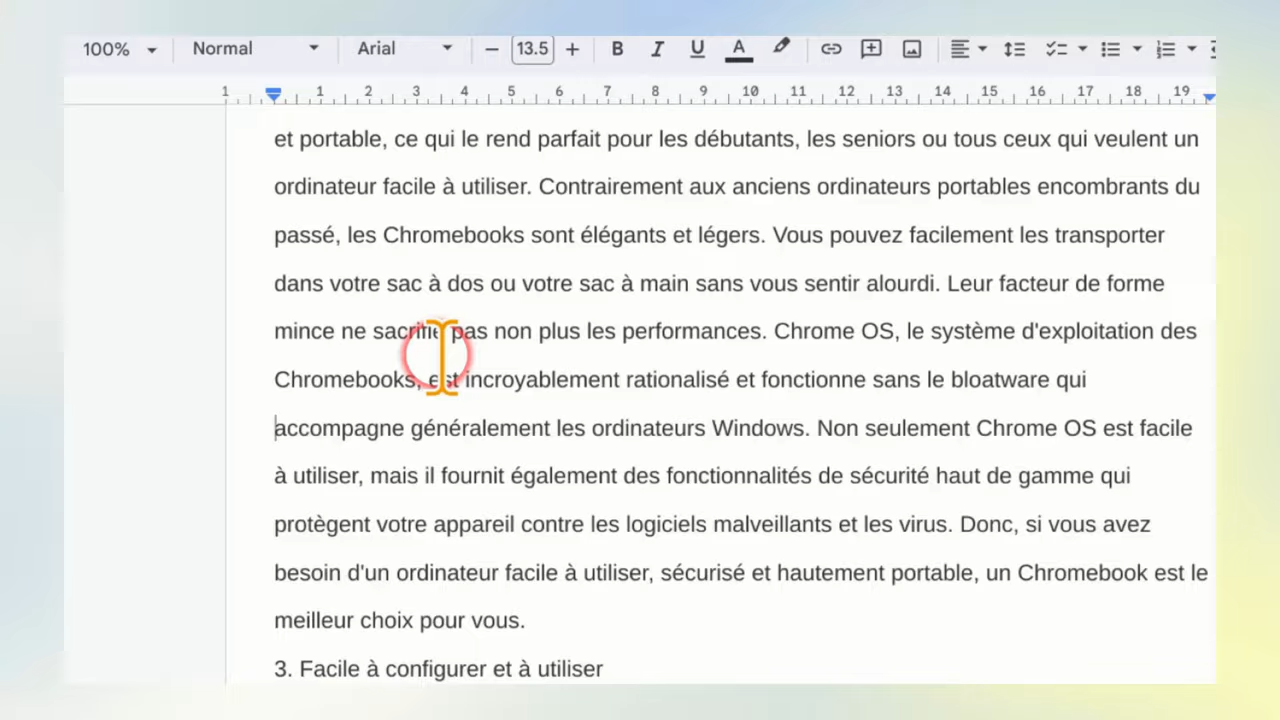 100% Normal Arial 13.5 B I U A
1 1 2 3 4 5 6 7 8 9 10 11 12 13 14 15 16 17 18 19
et portable, ce qui le rend parfait pour les débutants, les seniors ou tous ceux qui veulent un
ordinateur facile à utiliser. Contrairement aux anciens ordinateurs portables encombrants du
passé, les Chromebooks sont élégants et légers. Vous pouvez facilement les transporter
dans votre sac à dos ou votre sac à main sans vous sentir alourdi. Leur facteur de forme
mince ne sacrifie pas non plus les performances. Chrome OS, le système d'exploitation des
Chromebooks, est incroyablement rationalisé et fonctionne sans le bloatware qui
accompagne généralement les ordinateurs Windows. Non seulement Chrome OS est facile
à utiliser, mais il fournit également des fonctionnalités de sécurité haut de gamme qui
protègent votre appareil contre les logiciels malveillants et les virus. Donc, si vous avez
besoin d'un ordinateur facile à utiliser, sécurisé et hautement portable, un Chromebook est le
meilleur choix pour vous.
3. Facile à configurer et à utiliser